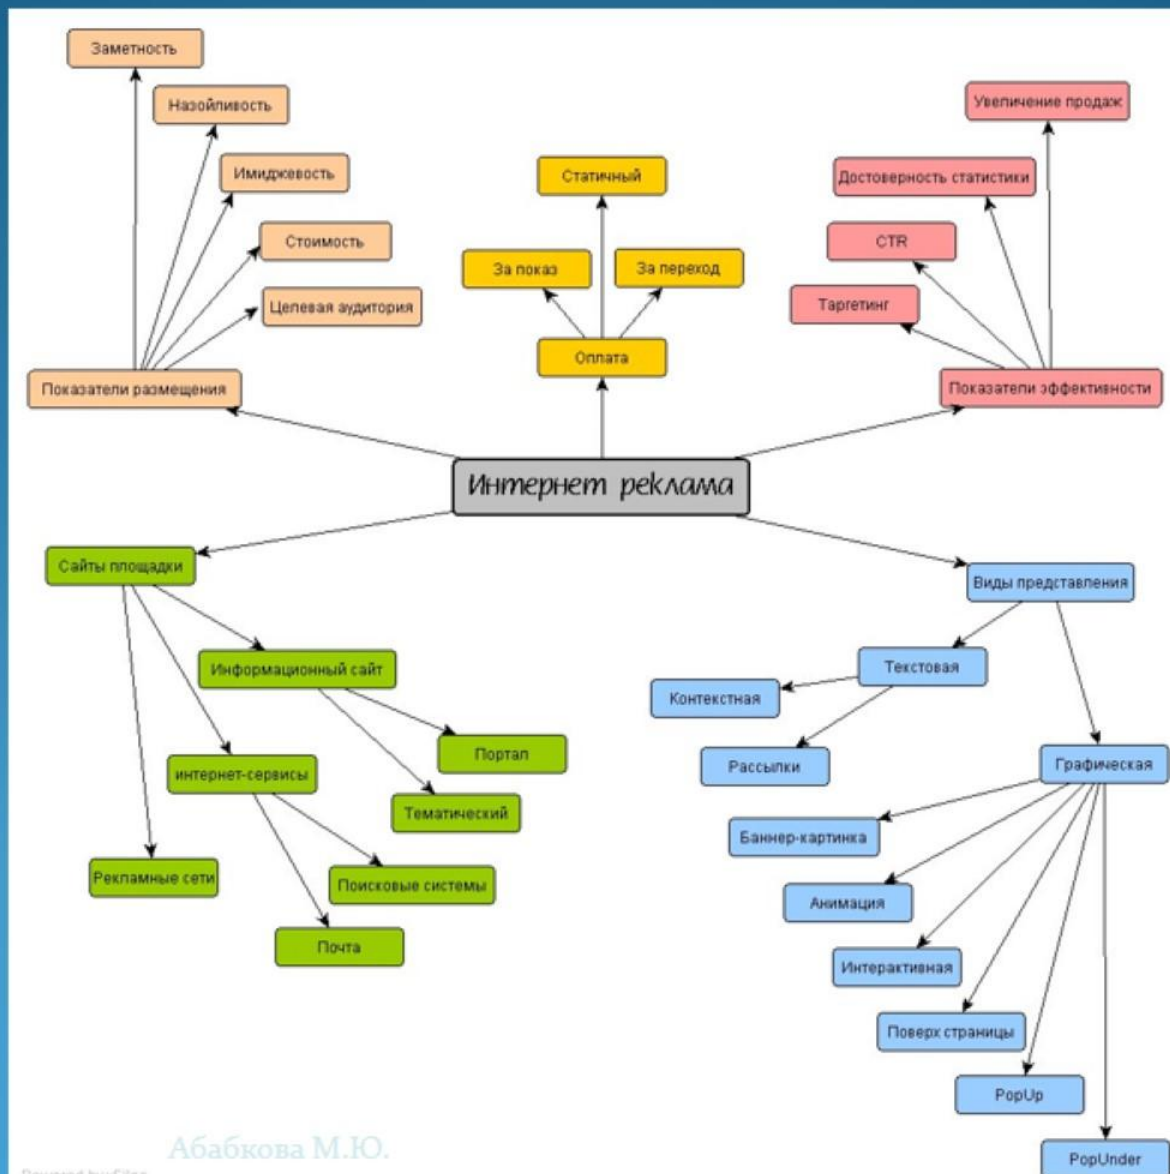 Заметность
Назойливость
Имиджевость
Стоимость
Целевая аудитория
Показатели размещения
Статичный
За показ
За переход
Оплата
Увеличение продаж
Достоверность статистики
CTR
Таргетинг
Показатели эффективности
Интернет реклама
Сайты площадки
Информационный сайт
Портал
Тематический
интернет-сервисы
Поисковые системы
Почта
Рекламные сети
Виды представления
Текстовая
Контекстная
Рассылки
Графическая
Баннер-картинка
Анимация
Интерактивная
Поверх страницы
PopUp
PopUnder
Абабкова М.Ю.